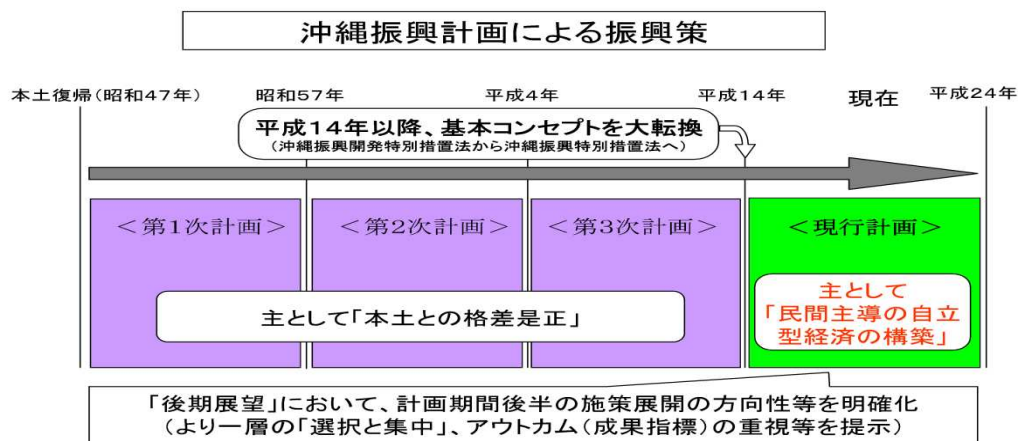 沖縄振興計画による振興策
本土復帰(昭和47年) 昭和57年 平成4年 平成14年 現在 平成24年
平成14年以降、基本コンセプトを大転換
(沖縄振興開発特別措置法から沖縄振興特別措置法へ)
<第1次計画> <第2次計画> <第3次計画> <現行計画>
主として「本土との格差是正」
主として
「民間主導の自立
型経済の構築」
「後期展望」において、計画期間後半の施策展開の方向性等を明確化
(より一層の「選択と集中」、アウトカム(成果指標)の重視等を提示)